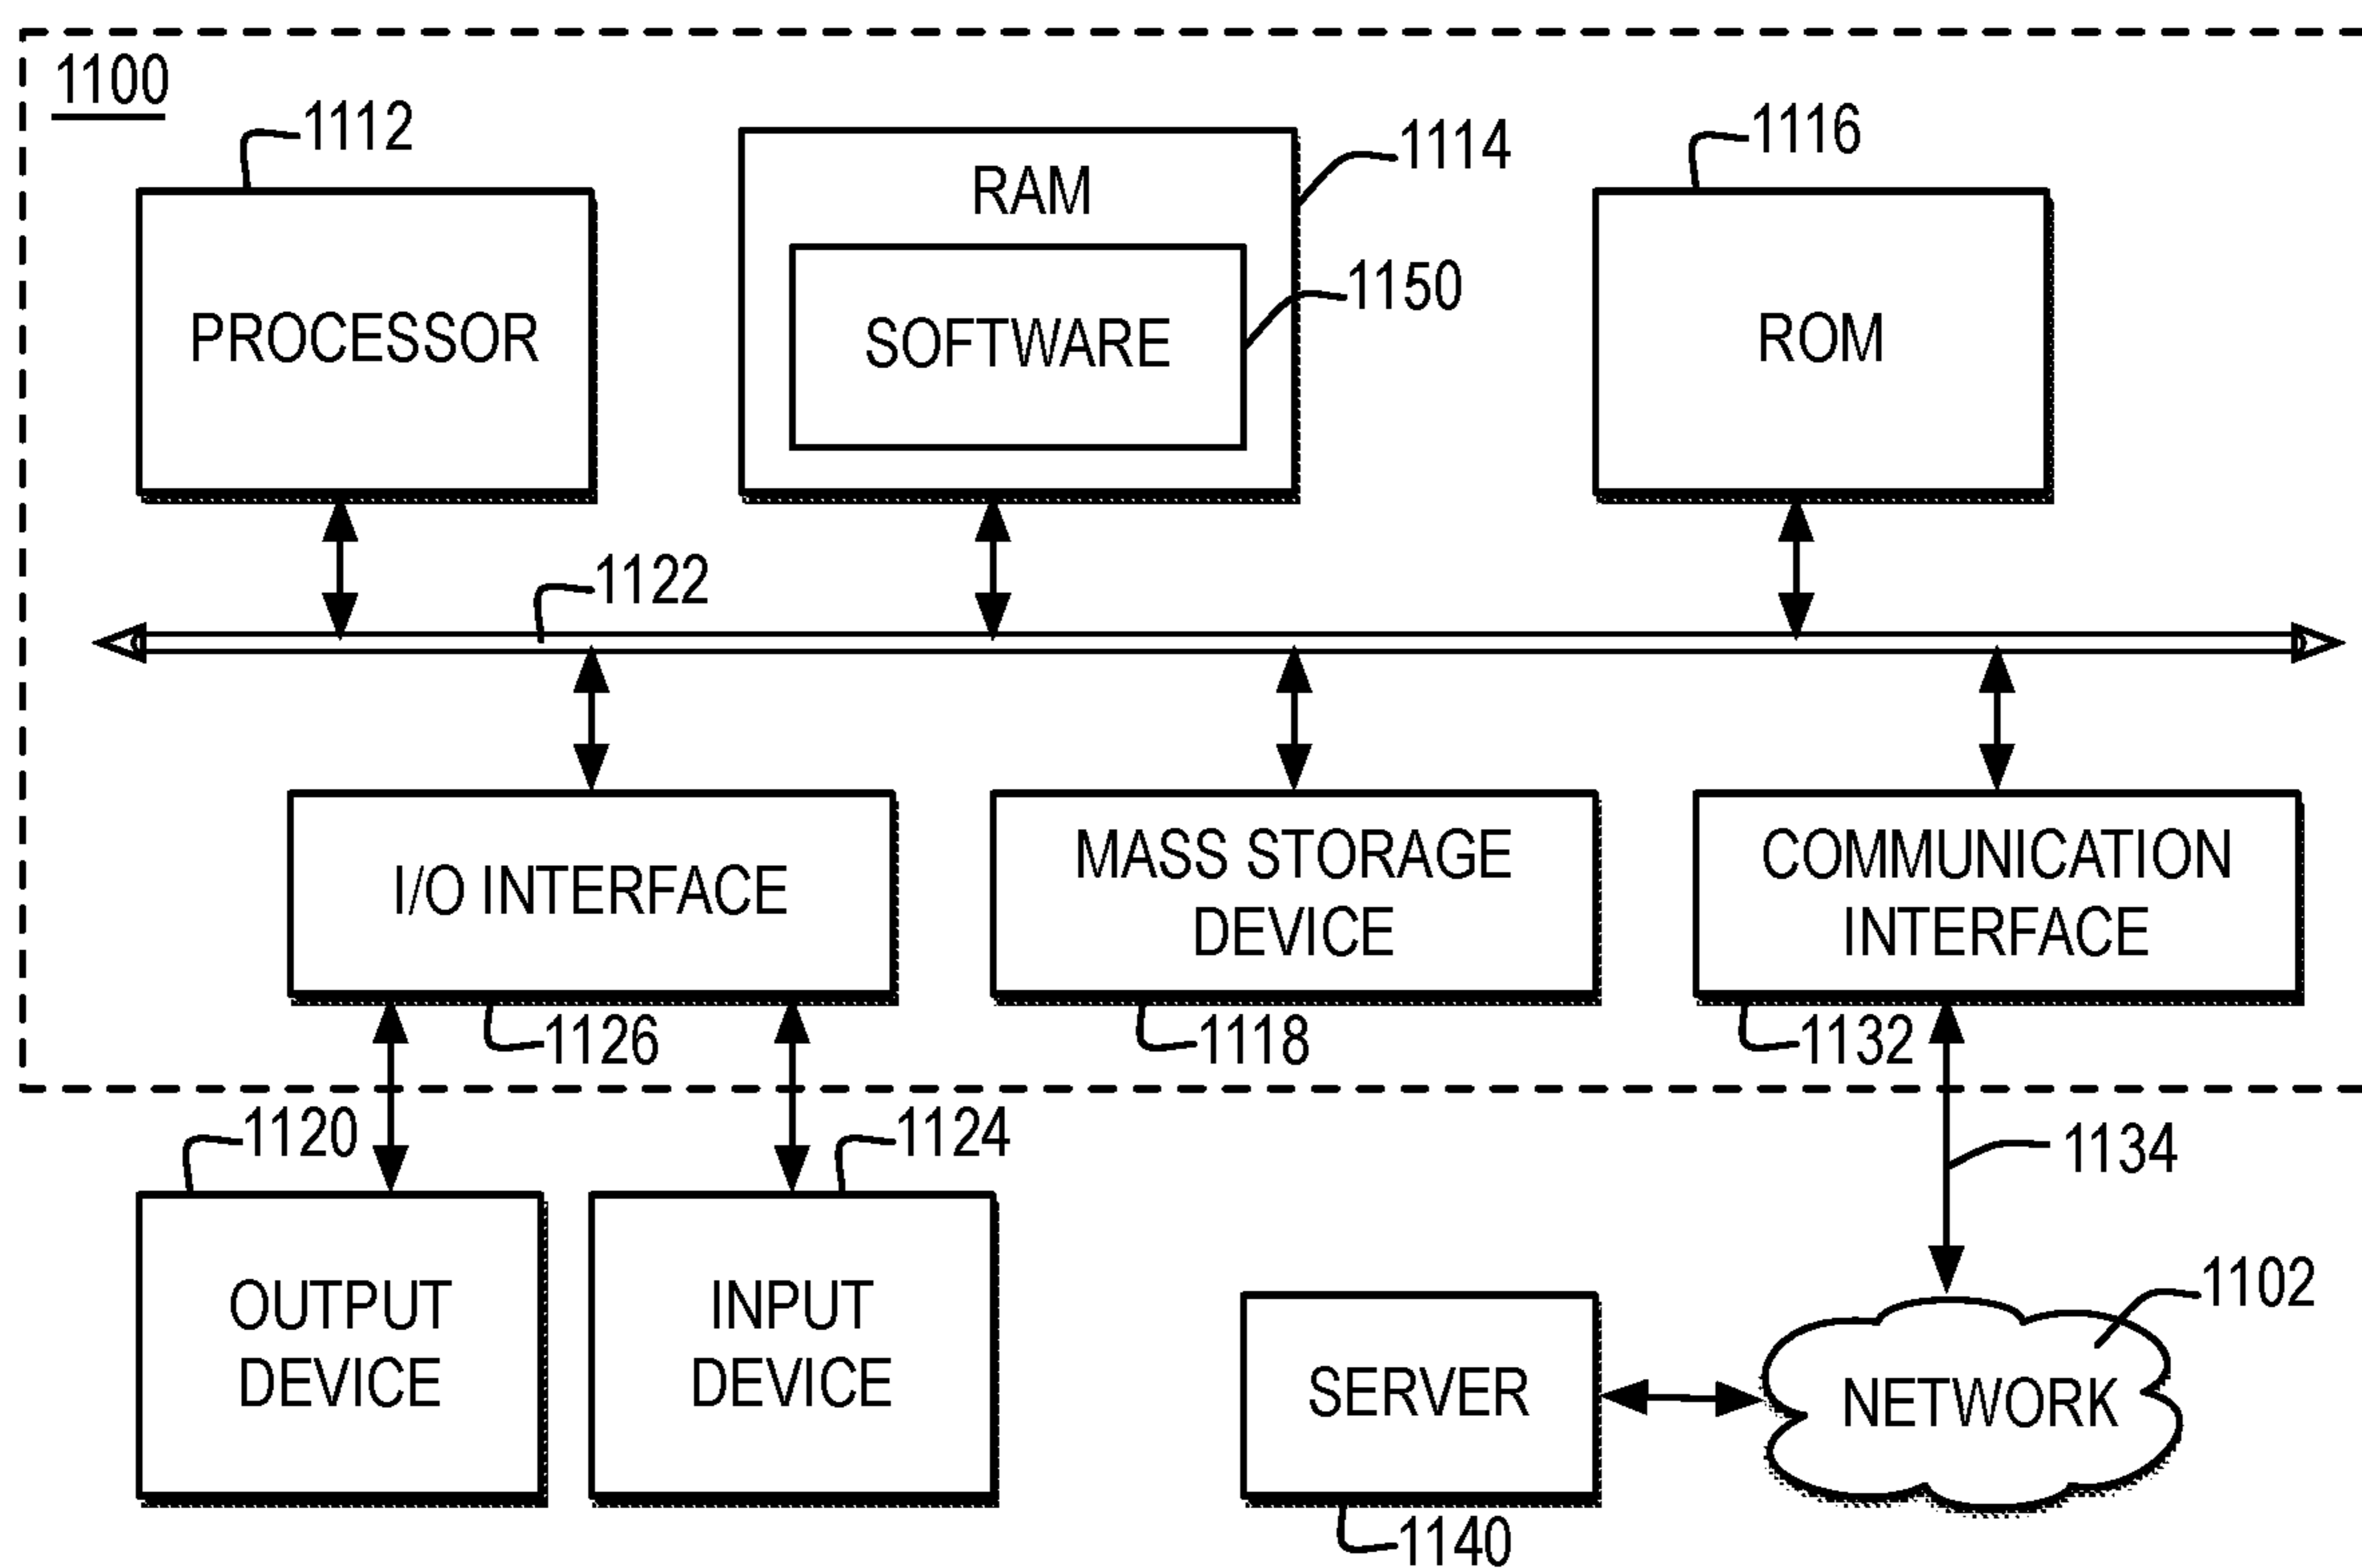 1100
1112
1114
1116
RAM
PROCESSOR
SOFTWARE
1150
ROM
1122
I/O INTERFACE
MASS STORAGE
DEVICE
COMMUNICATION
INTERFACE
1126
1118
1132
1120
1124
1134
OUTPUT
DEVICE
INPUT
DEVICE
SERVER
1102
NETWORK
1140